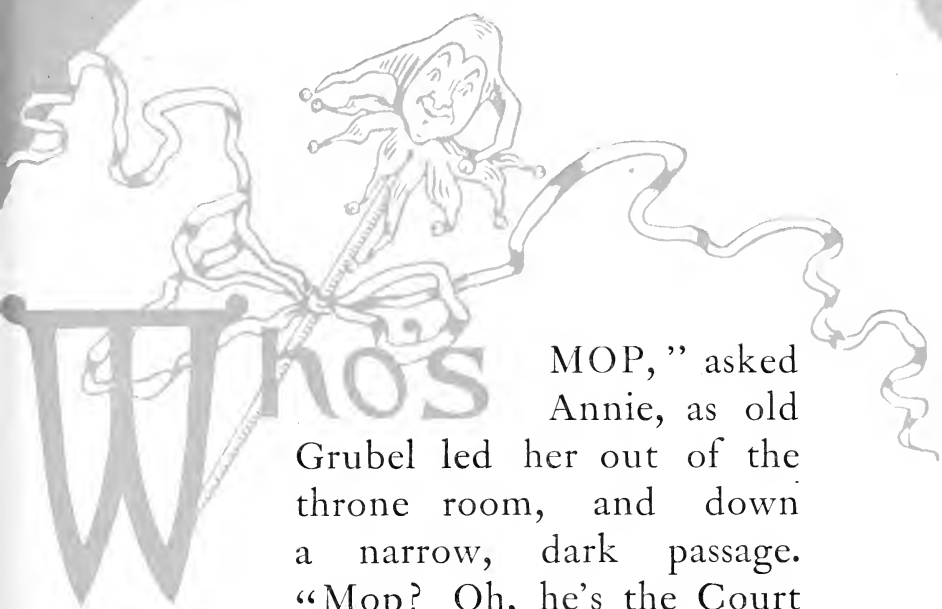 Whos MOP,” asked
Annie, as old
Grubel led her out of the
throne room, and down
a narrow, dark passage.
“Mop? Oh, he's the Court